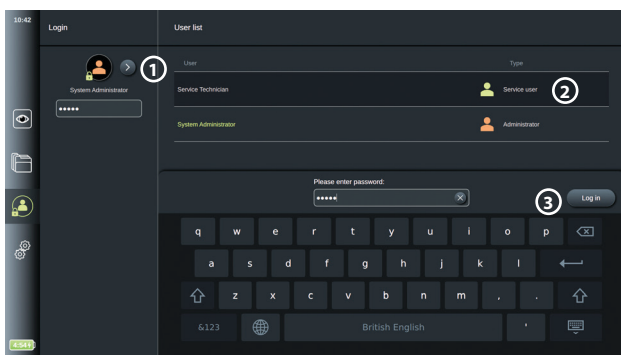 10:42
Login
User list
1
System Administrator
•••••
User
Type
Service Technician
Service user
2
System Administrator
Administrator
Please enter password:
•••••
3
Log in
q w e r t y u i o p
a s d f g h j k l
z x c v b n m , .
&123
British English
'
4:54